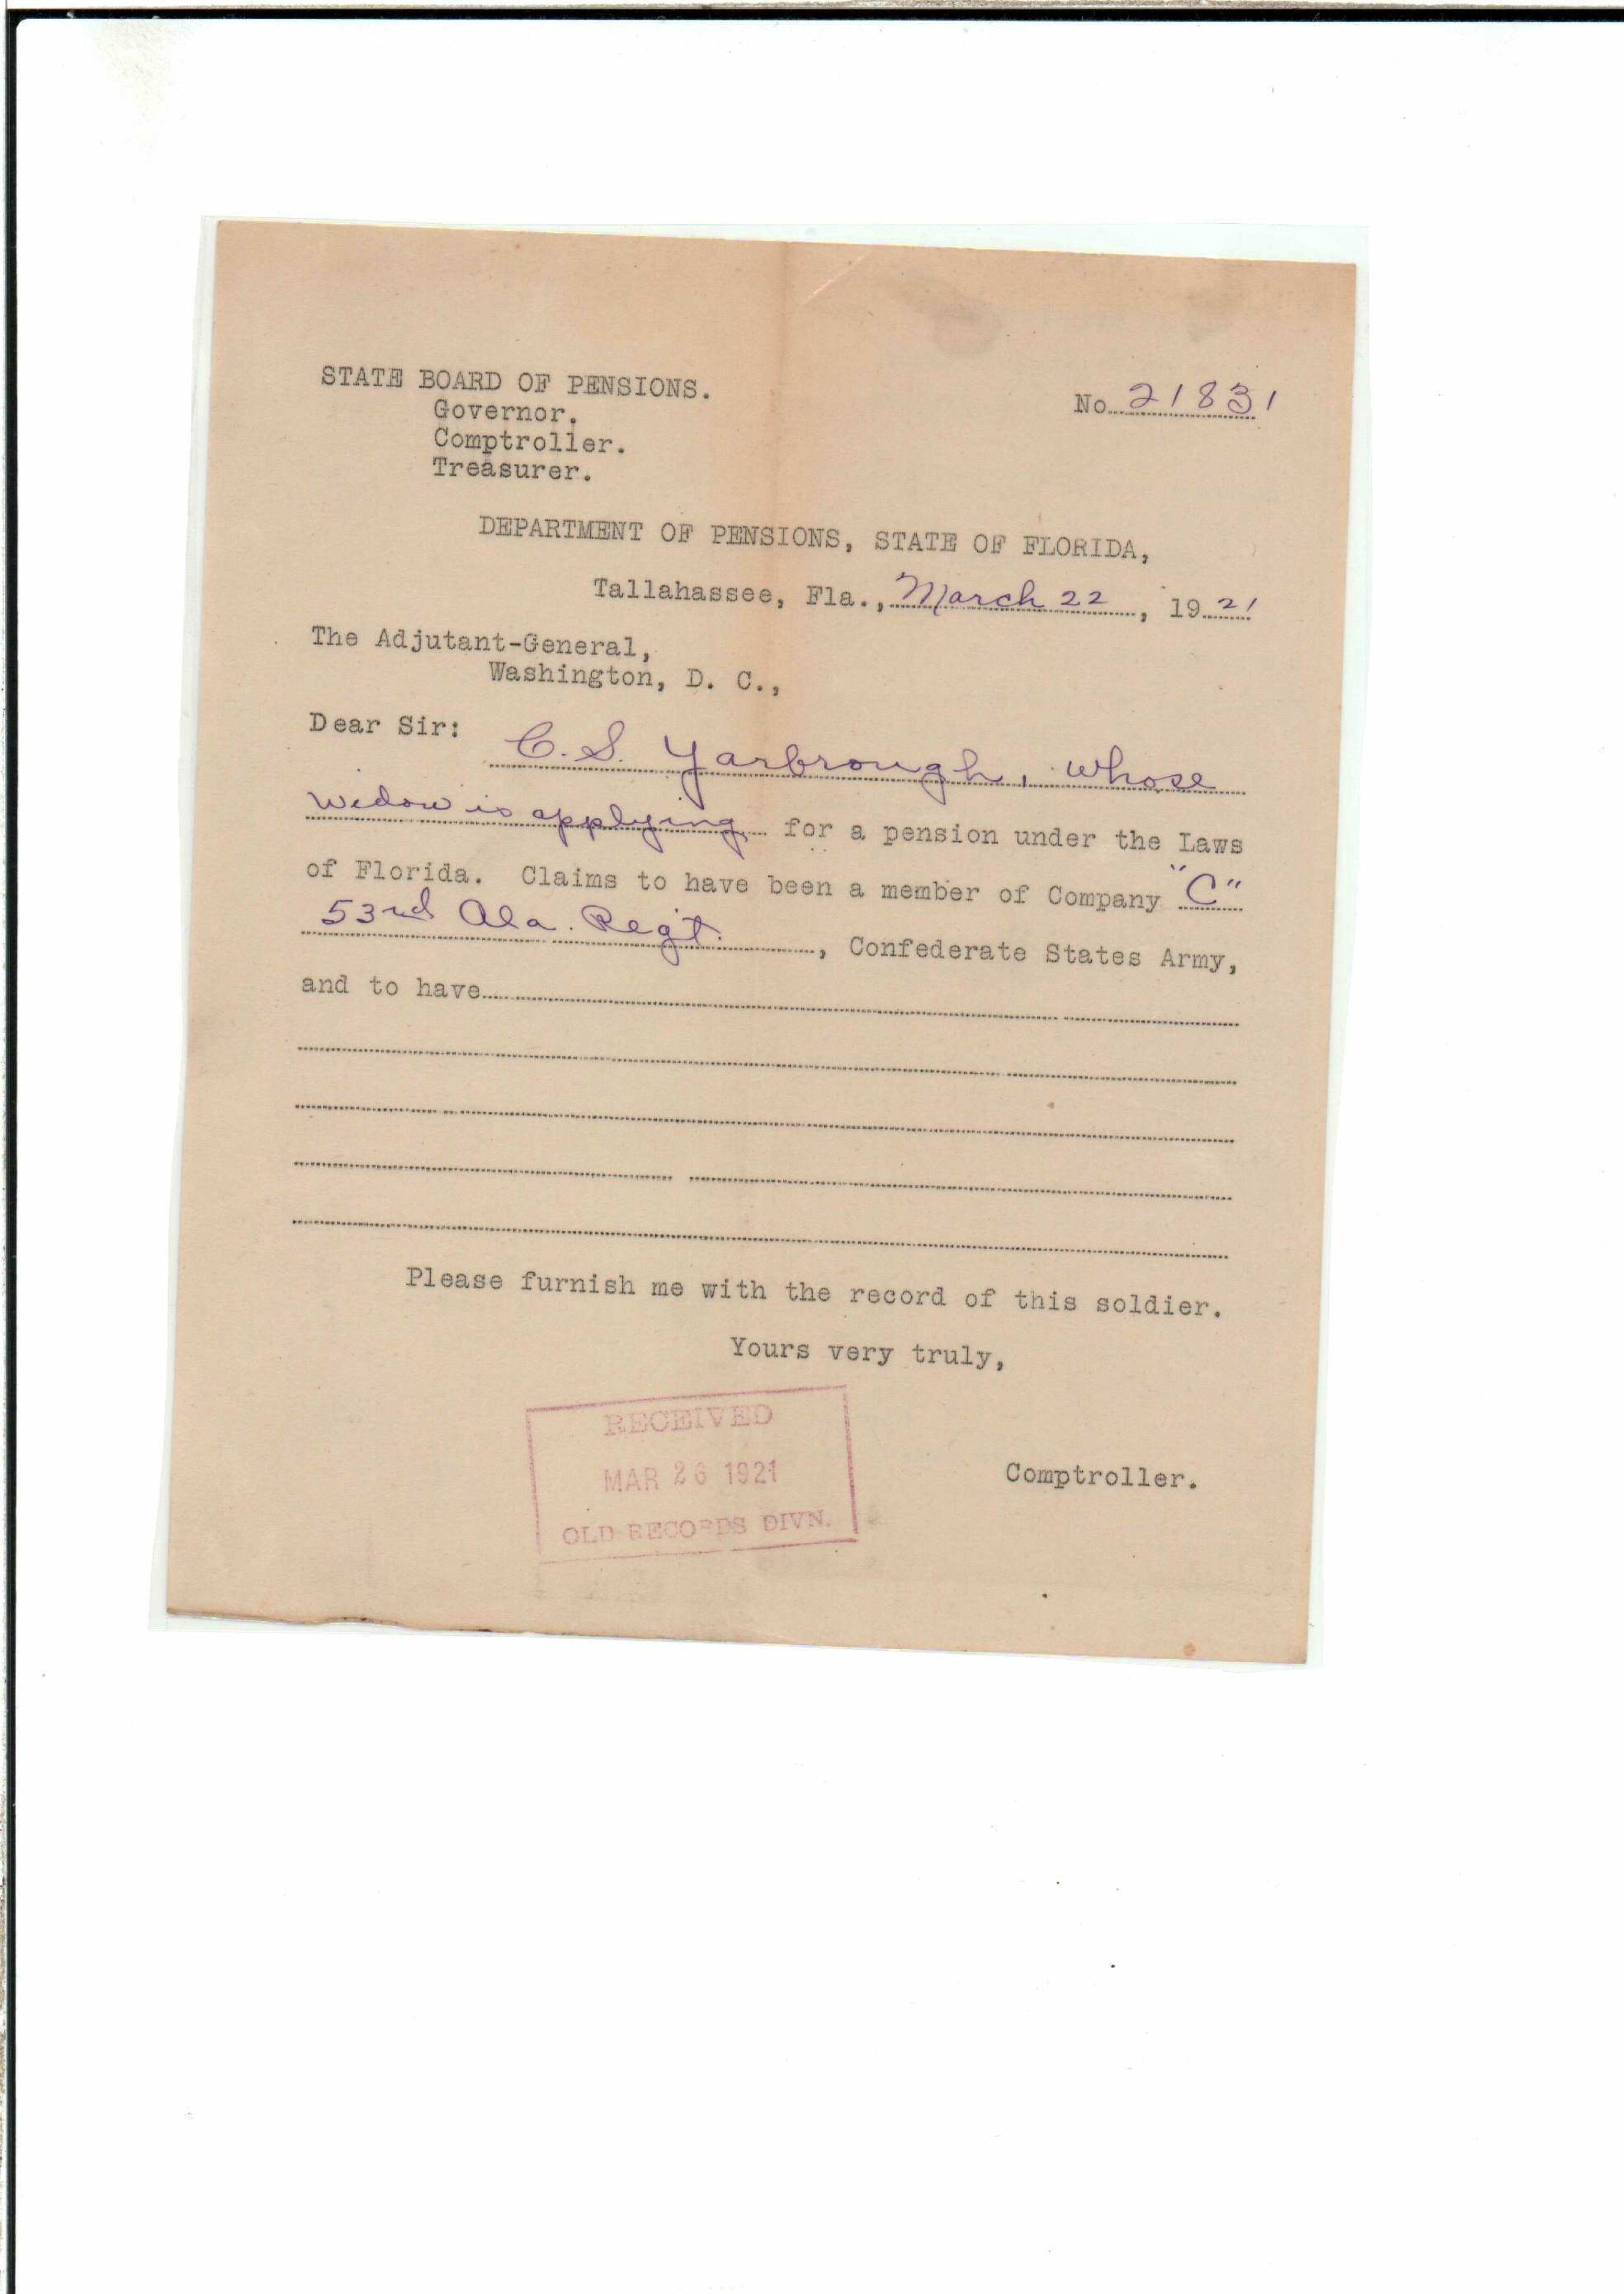 STATE BOARD OF PENSIONS.
Governor.
Comptroller.
Treasurer.
No 21831
DEPARTMENT OF PENSIONS, STATE OF FLORIDA,
Tallahassee, Fla., March 22, 1921
The Adjutant-General,
Washington, D. C.,
Dear Sir:
C. S. Yarbrough, whose
widow is applying for a pension under the Laws
of Florida. Claims to have been a member of Company "C"
53rd Ala. Regt., Confederate States Army,
and to have
Please furnish me with the record of this soldier.
Yours very truly,
Comptroller.
RECEIVED
MAR 26 1921
OLD RECORDS DIVN.